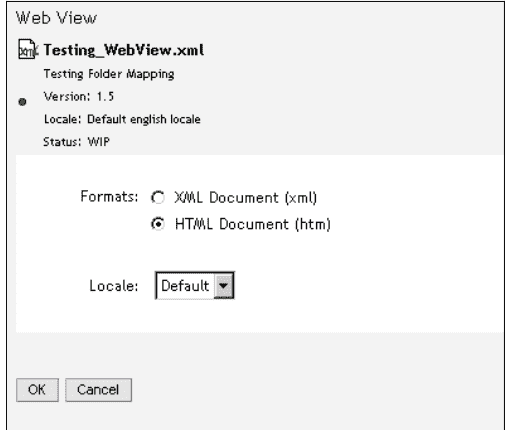 Web View
Testing_WebView.xml
Testing Folder Mapping
Version: 1.5
Locale: Default english locale
Status: WIP
Formats: XML Document (xml)
HTML Document (htm)
Locale: Default
OK Cancel